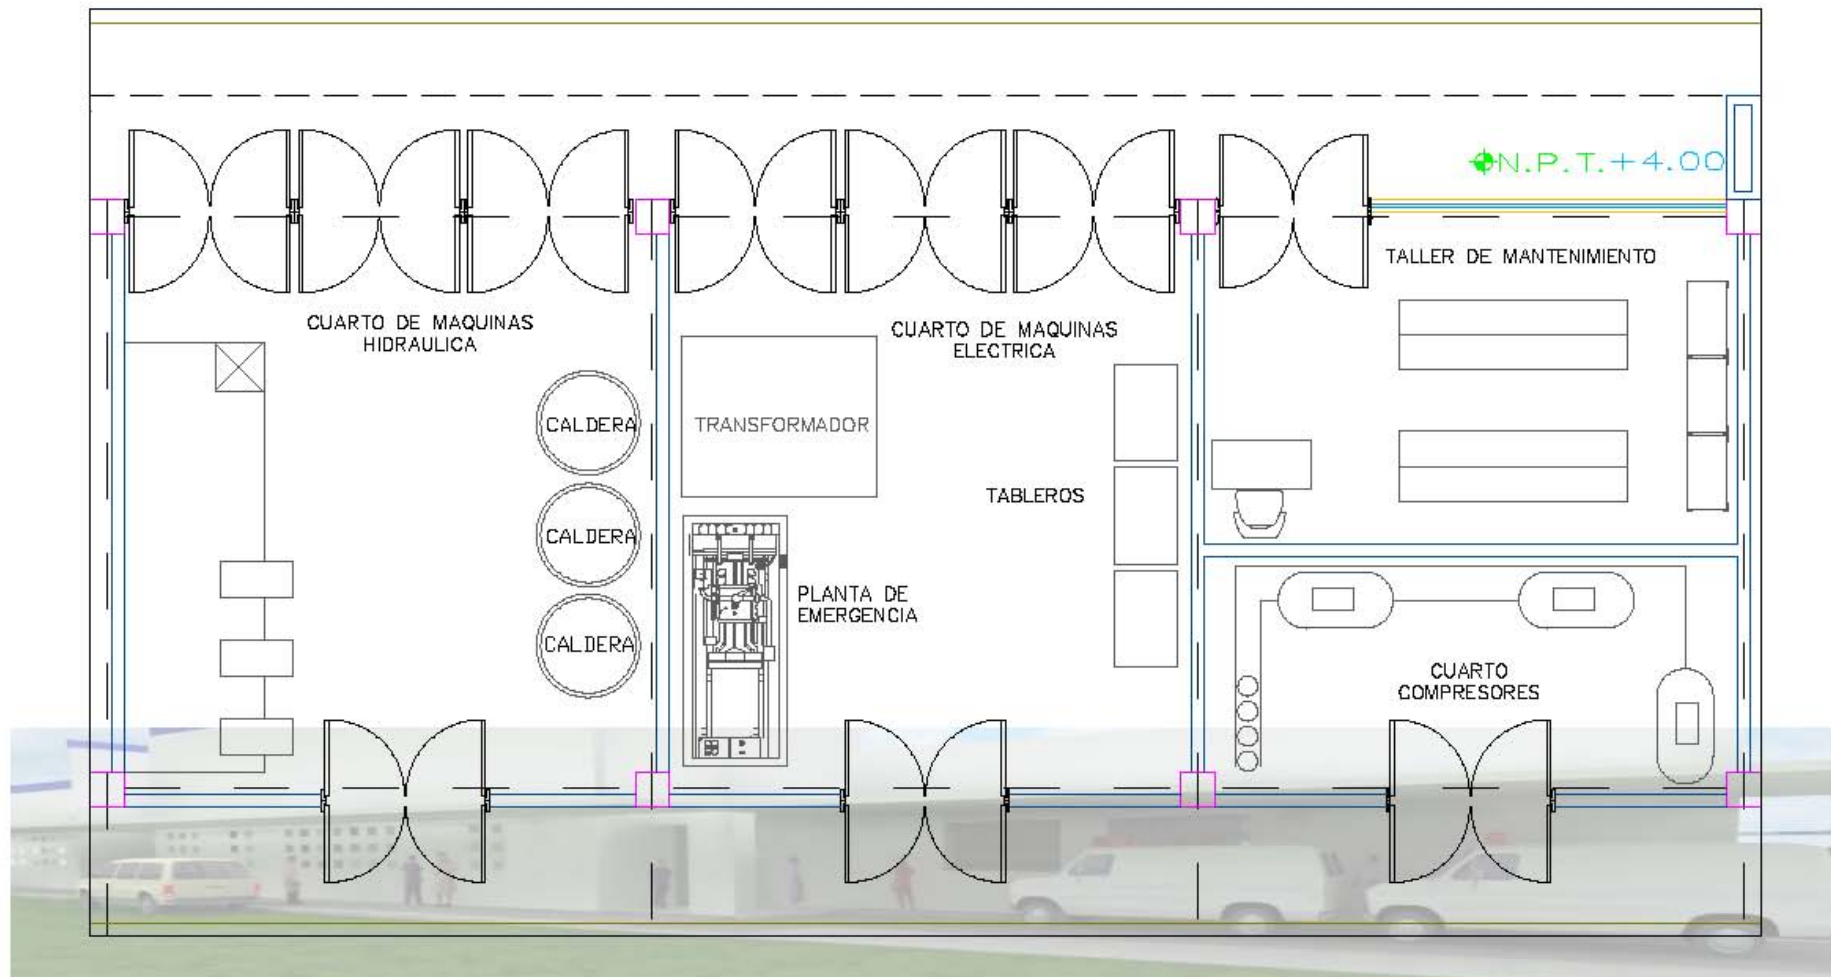 N.P.T.+4.00
TALLER DE MANTENIMIENTO
CUARTO DE MAQUINAS
HIDRAULICA
CUARTO DE MAQUINAS
ELECTRICA
CALDERA
TRANSFORMADOR
TABLEROS
CALDERA
PLANTA DE
EMERGENCIA
CALDERA
CUARTO
COMPRESORES